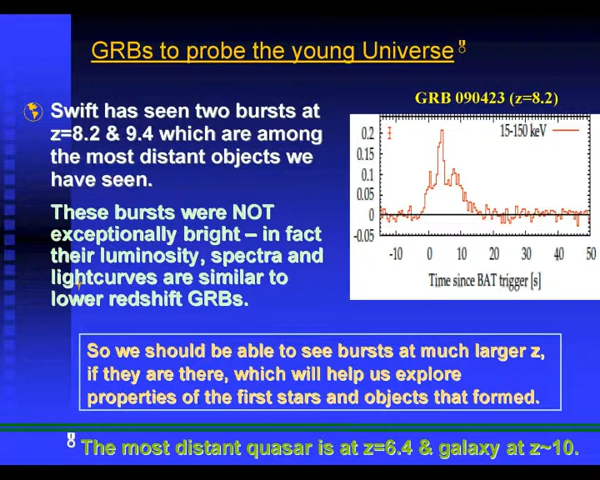 GRBs to probe the young Universe
GRB 090423 (z=8.2)
Swift has seen two bursts at
z=8.2 & 9.4 which are among
the most distant objects we
have seen.
These bursts were NOT
exceptionally bright – in fact
their luminosity, spectra and
lightcurves are similar to
lower redshift GRBs.
15-150 keV
0.2
0.15
0.1
0.05
0
-0.05
-10 0 10 20 30 40 50
Time since BAT trigger [s]
So we should be able to see bursts at much larger z,
if they are there, which will help us explore
properties of the first stars and objects that formed.
The most distant quasar is at z=6.4 & galaxy at z~10.